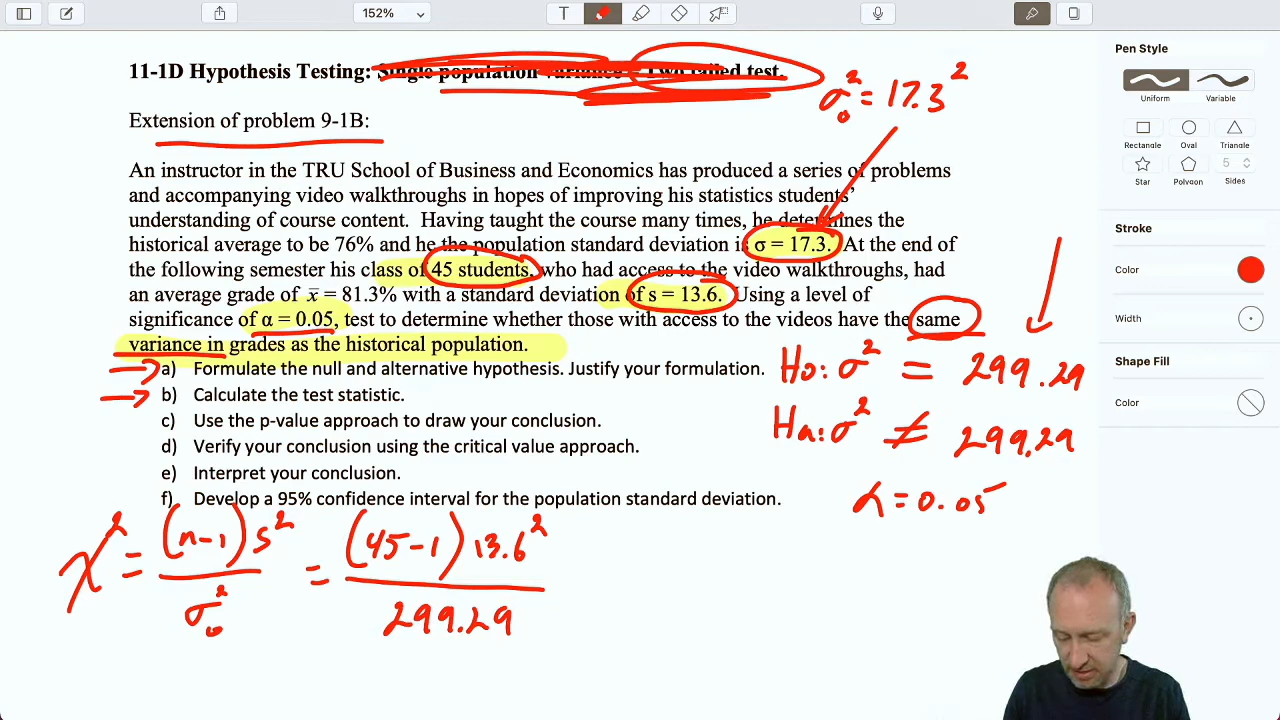 152%
T
Pen Style
Uniform
Variable
Rectangle
Oval
Triangle
Star
Polygon
5
Sides
Stroke
Color
Width
Shape Fill
Color
11-1D Hypothesis Testing: Single population variance – Two tailed test.
σ₀² = 17.3²
Extension of problem 9-1B:
An instructor in the TRU School of Business and Economics has produced a series of problems
and accompanying video walkthroughs in hopes of improving his statistics students'
understanding of course content. Having taught the course many times, he determines the
historical average to be 76% and he the population standard deviation is σ = 17.3. At the end of
the following semester his class of 45 students, who had access to the video walkthroughs, had
an average grade of x̅ = 81.3% with a standard deviation of s = 13.6. Using a level of
significance of α = 0.05, test to determine whether those with access to the videos have the same
variance in grades as the historical population.
a) Formulate the null and alternative hypothesis. Justify your formulation.
H₀: σ² = 299.29
b) Calculate the test statistic.
c) Use the p-value approach to draw your conclusion.
Ha: σ² ≠ 299.29
d) Verify your conclusion using the critical value approach.
e) Interpret your conclusion.
f) Develop a 95% confidence interval for the population standard deviation.
α = 0.05
χ² = (n-1)s² / σ₀² = (45-1)13.6² / 299.29